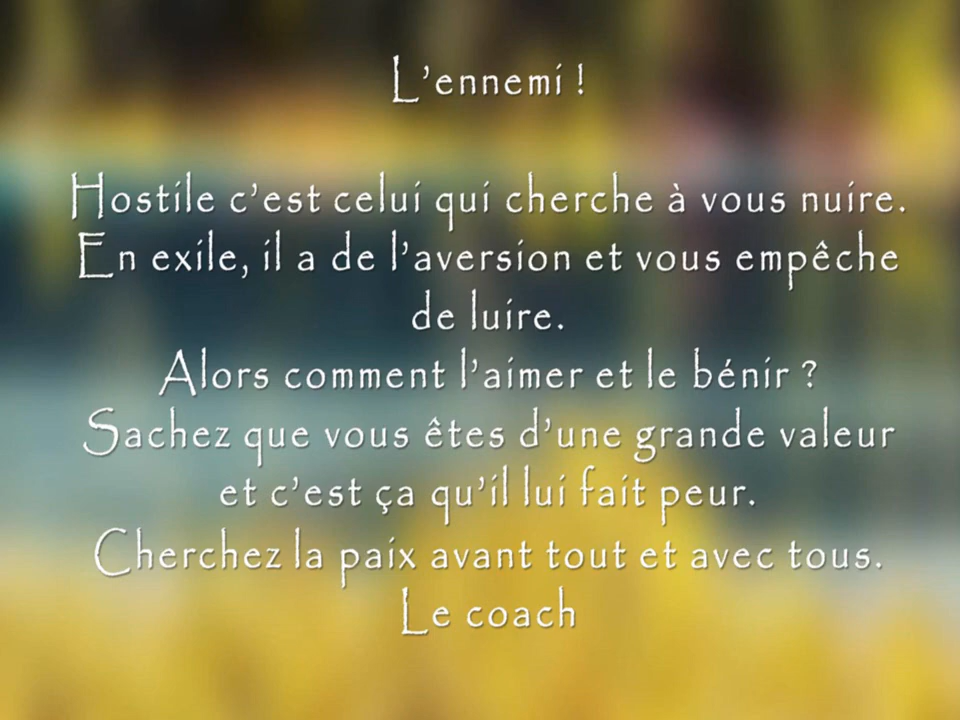 L'ennemi !
Hostile c'est celui qui cherche à vous nuire.
En exile, il a de l'aversion et vous empêche
de luire.
Alors comment l'aimer et le bénir ?
Sachez que vous êtes d'une grande valeur
et c'est ça qu'il lui fait peur.
Cherchez la paix avant tout et avec tous.
Le coach